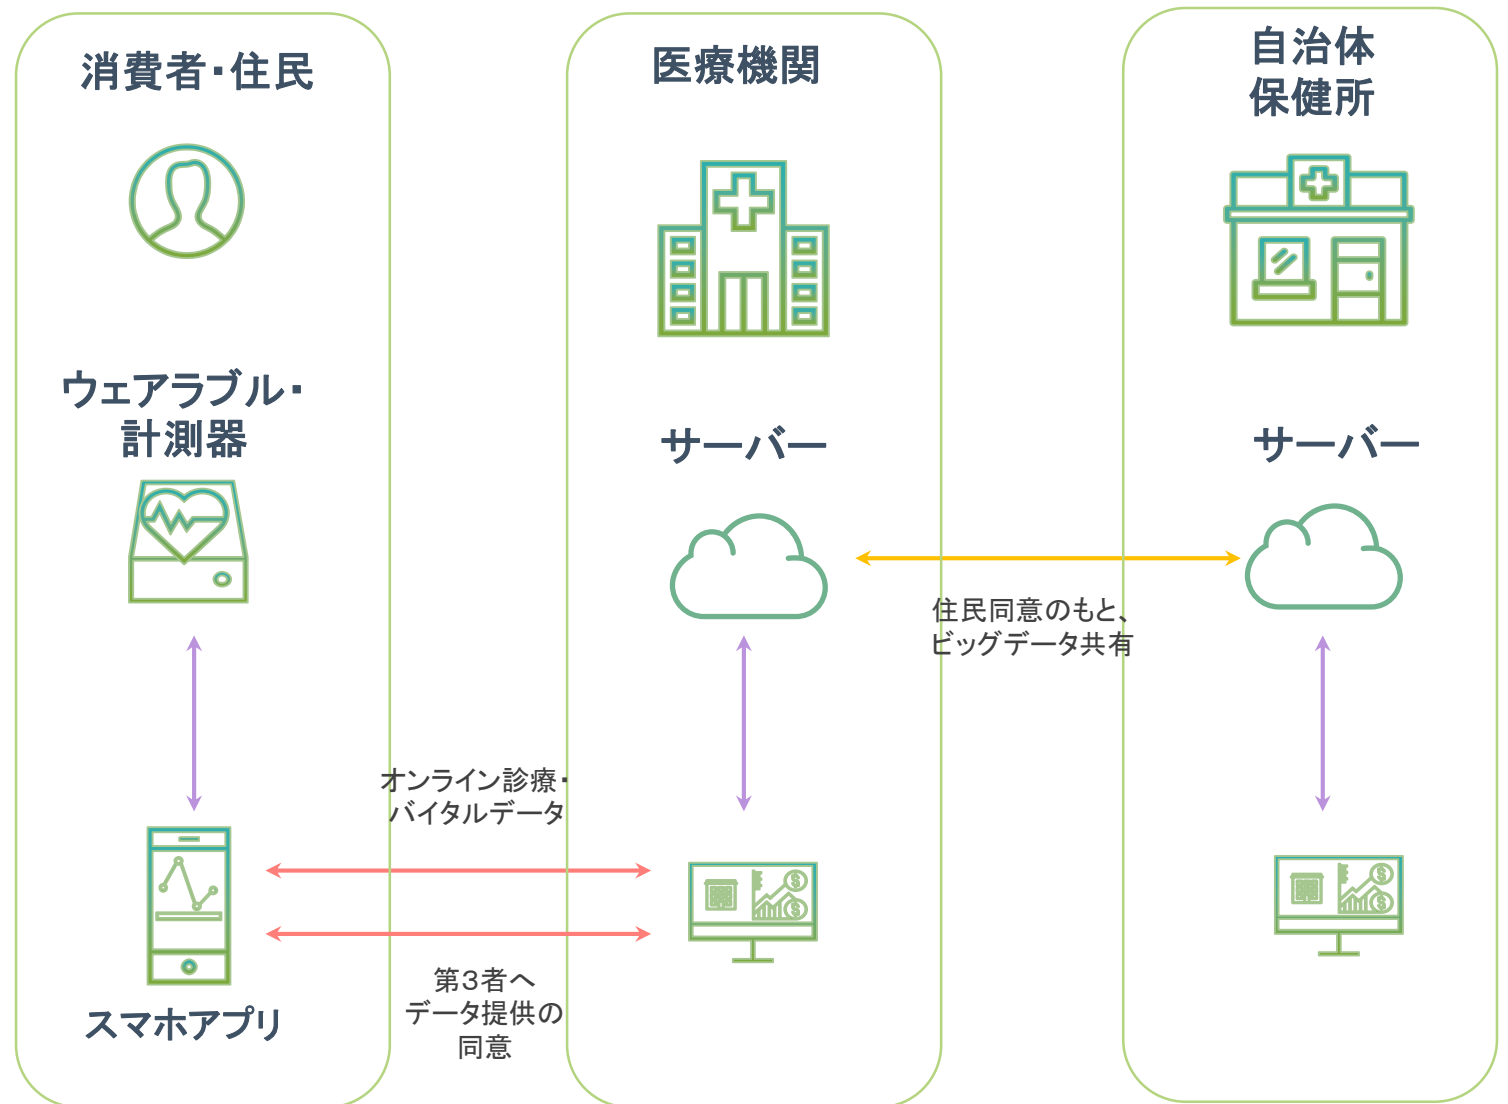 消費者・住民
ウェアラブル・
計測器
スマホアプリ
オンライン診療・
バイタルデータ
第3者へ
データ提供の
同意
医療機関
サーバー
住民同意のもと、
ビッグデータ共有
自治体
保健所
サーバー